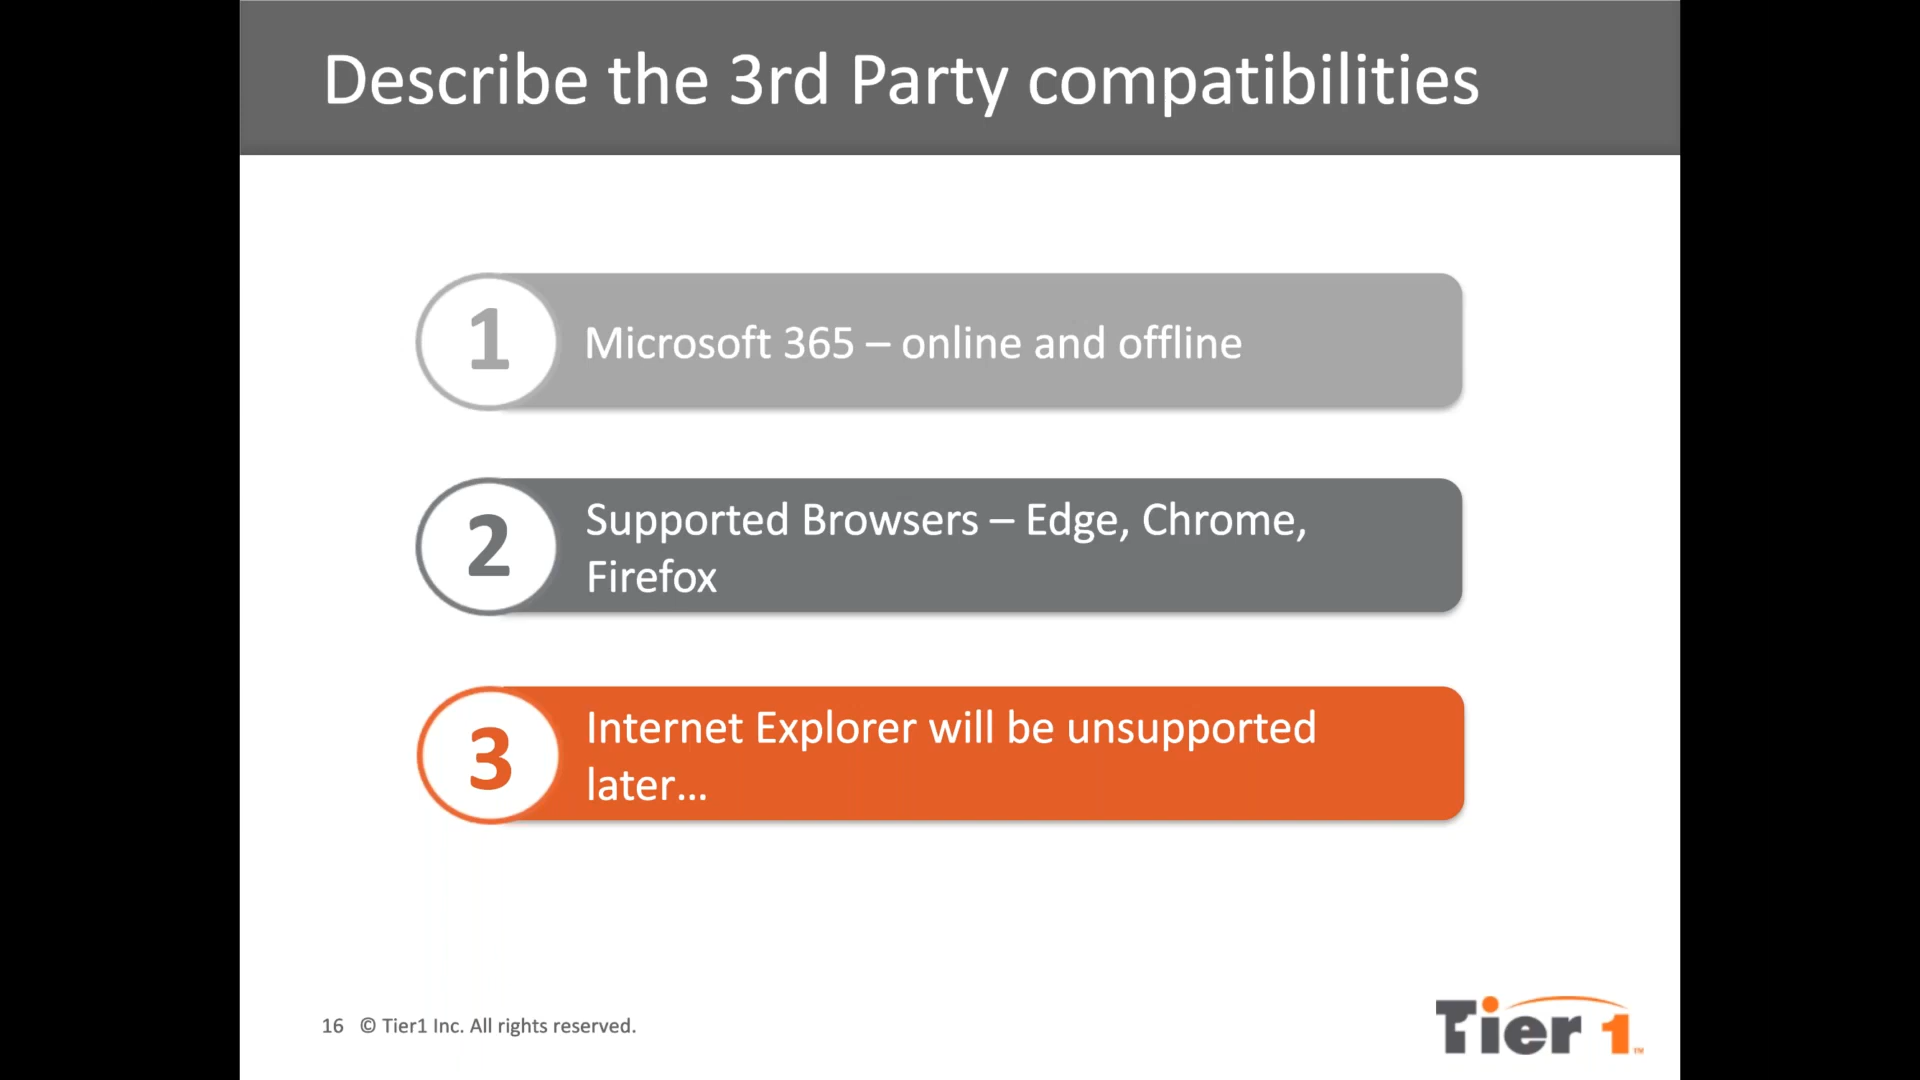 Describe the 3rd Party compatibilities
1
Microsoft 365 – online and offline
2
Supported Browsers – Edge, Chrome,
Firefox
3
Internet Explorer will be unsupported
later...
16 © Tier1 Inc. All rights reserved.
Tier 1™